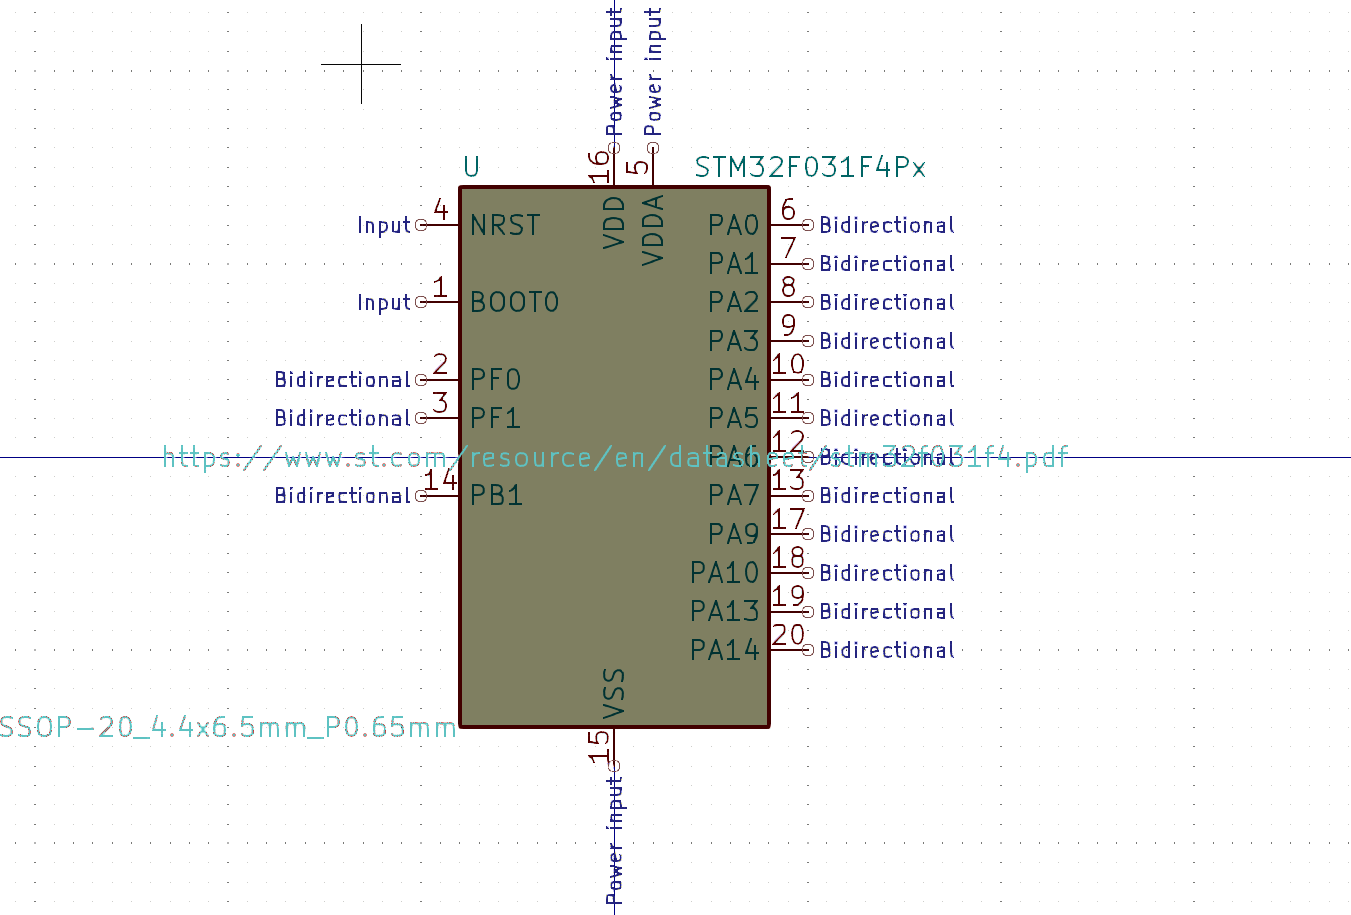 Power input
Power input
16
5
U
STM32F031F4Px
VDD
VDDA
Input 4 NRST
PA0 6 Bidirectional
PA1 7 Bidirectional
Input 1 BOOT0
PA2 8 Bidirectional
PA3 9 Bidirectional
Bidirectional 2 PF0
PA4 10 Bidirectional
Bidirectional 3 PF1
PA5 11 Bidirectional
PA6 12 Bidirectional
https://www.st.com/resource/en/datasheet/stm32f031f4.pdf
Bidirectional 14 PB1
PA7 13 Bidirectional
PA9 17 Bidirectional
PA10 18 Bidirectional
PA13 19 Bidirectional
PA14 20 Bidirectional
VSS
SSOP-20_4.4x6.5mm_P0.65mm
15
Power input